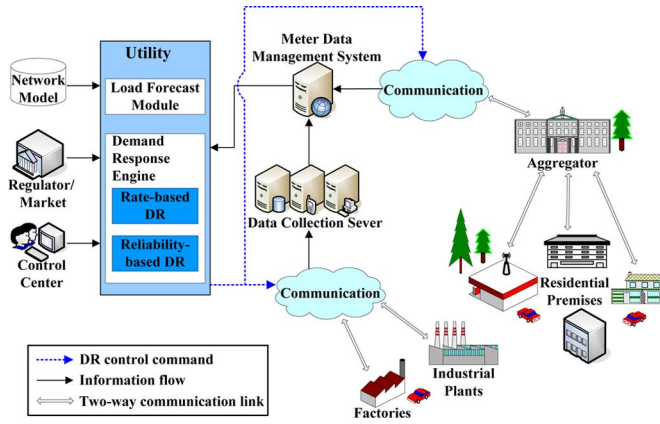 Utility
Meter Data
Management System
Network
Model
Load Forecast
Module
Communication
Demand
Response
Engine
Regulator/
Market
Rate-based
DR
Aggregator
Data Collection Sever
Control
Center
Reliability-
based DR
Residential
Premises
Communication
DR control command
Information flow
Two-way communication link
Industrial
Plants
Factories